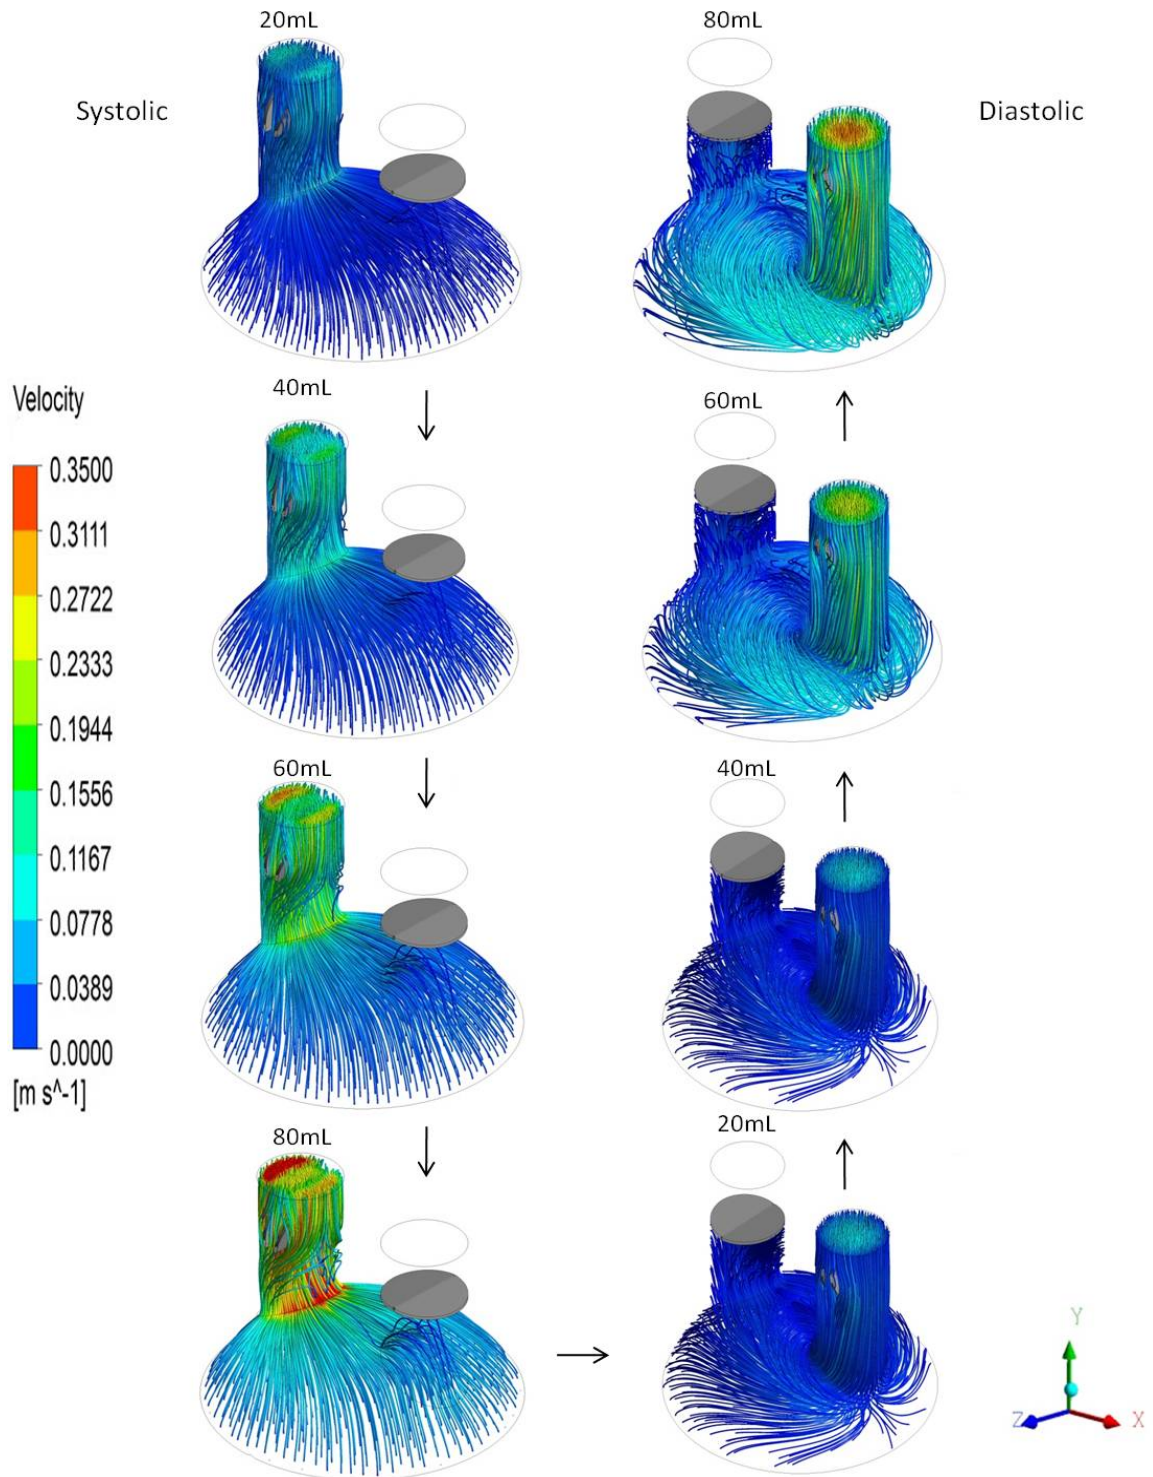 20mL
80mL
Systolic
Diastolic
40mL
60mL
Velocity
0.3500
0.3111
0.2722
0.2333
0.1944
0.1556
0.1167
0.0778
0.0389
0.0000
[m s^-1]
60mL
40mL
80mL
20mL
Y
Z
X